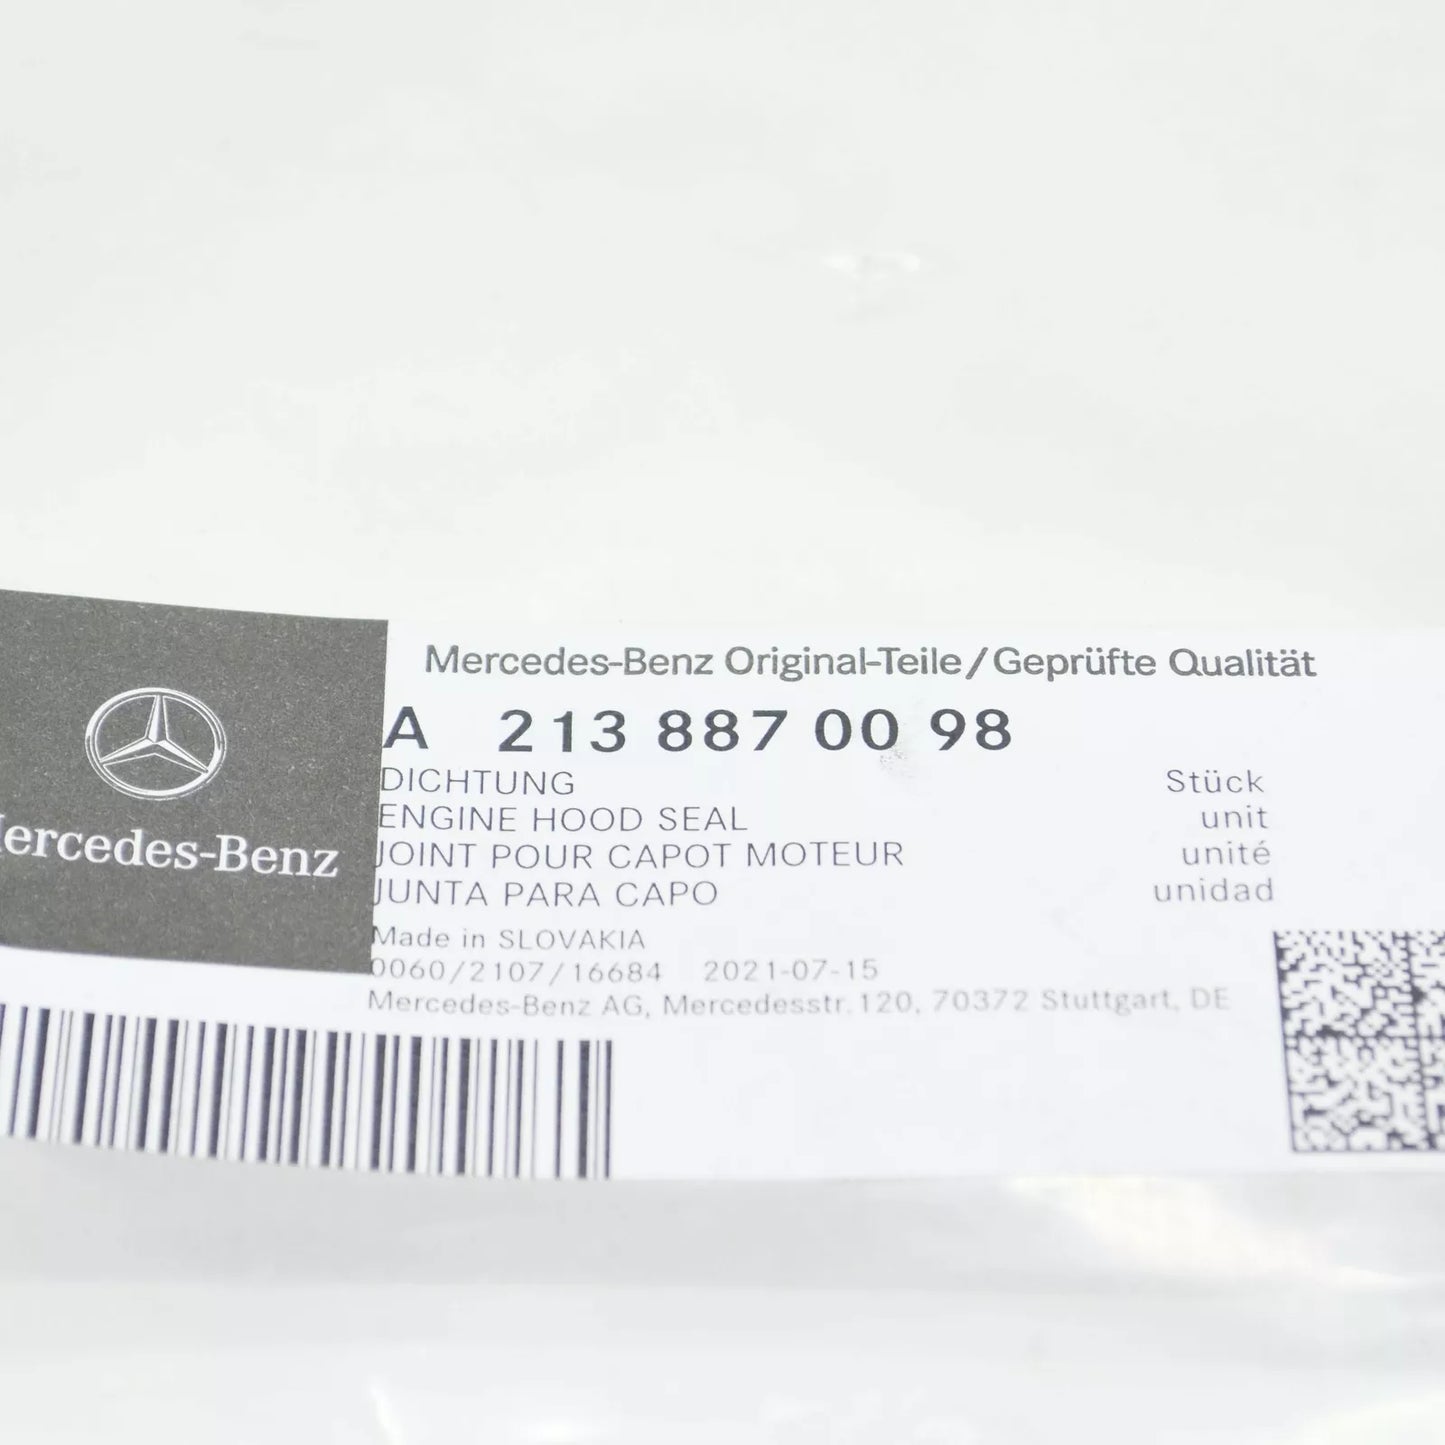 Mercedes-Benz Original-Teile/Geprüfte Qualität
A 213 887 00 98
DICHTUNG Stück
ENGINE HOOD SEAL unit
JOINT POUR CAPOT MOTEUR unité
JUNTA PARA CAPO unidad
Made in SLOVAKIA
0060/2107/16684 2021-07-15
Mercedes-Benz AG, Mercedesstr. 120, 70372 Stuttgart, DE
Mercedes-Benz